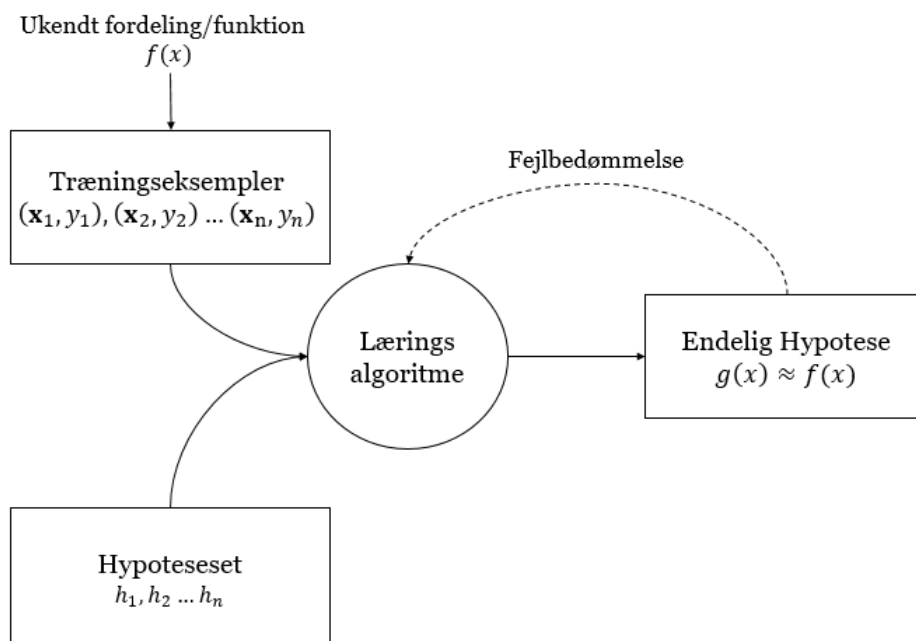 Ukendt fordeling/funktion
f(x)
Træningseksempler
(x₁, y₁), (x₂, y₂) … (xₙ, yₙ)
Fejlbedømmelse
Lærings
algoritme
Endelig Hypotese
g(x) ≈ f(x)
Hypoteseset
h₁, h₂ … hₙ